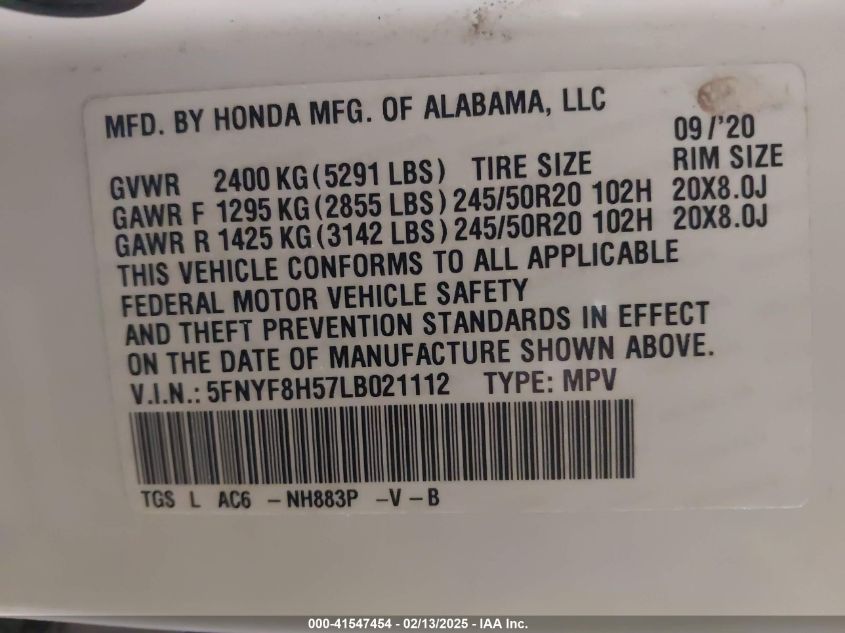 MFD. BY HONDA MFG. OF ALABAMA, LLC
09/'20
GVWR 2400 KG (5291 LBS) TIRE SIZE RIM SIZE
GAWR F 1295 KG (2855 LBS) 245/50R20 102H 20X8.0J
GAWR R 1425 KG (3142 LBS) 245/50R20 102H 20X8.0J
THIS VEHICLE CONFORMS TO ALL APPLICABLE
FEDERAL MOTOR VEHICLE SAFETY
AND THEFT PREVENTION STANDARDS IN EFFECT
ON THE DATE OF MANUFACTURE SHOWN ABOVE.
V.I.N.: 5FNYF8H57LB021112 TYPE: MPV
TGS L AC6 -NH883P -V -B
000-41547454 - 02/13/2025 - IAA Inc.